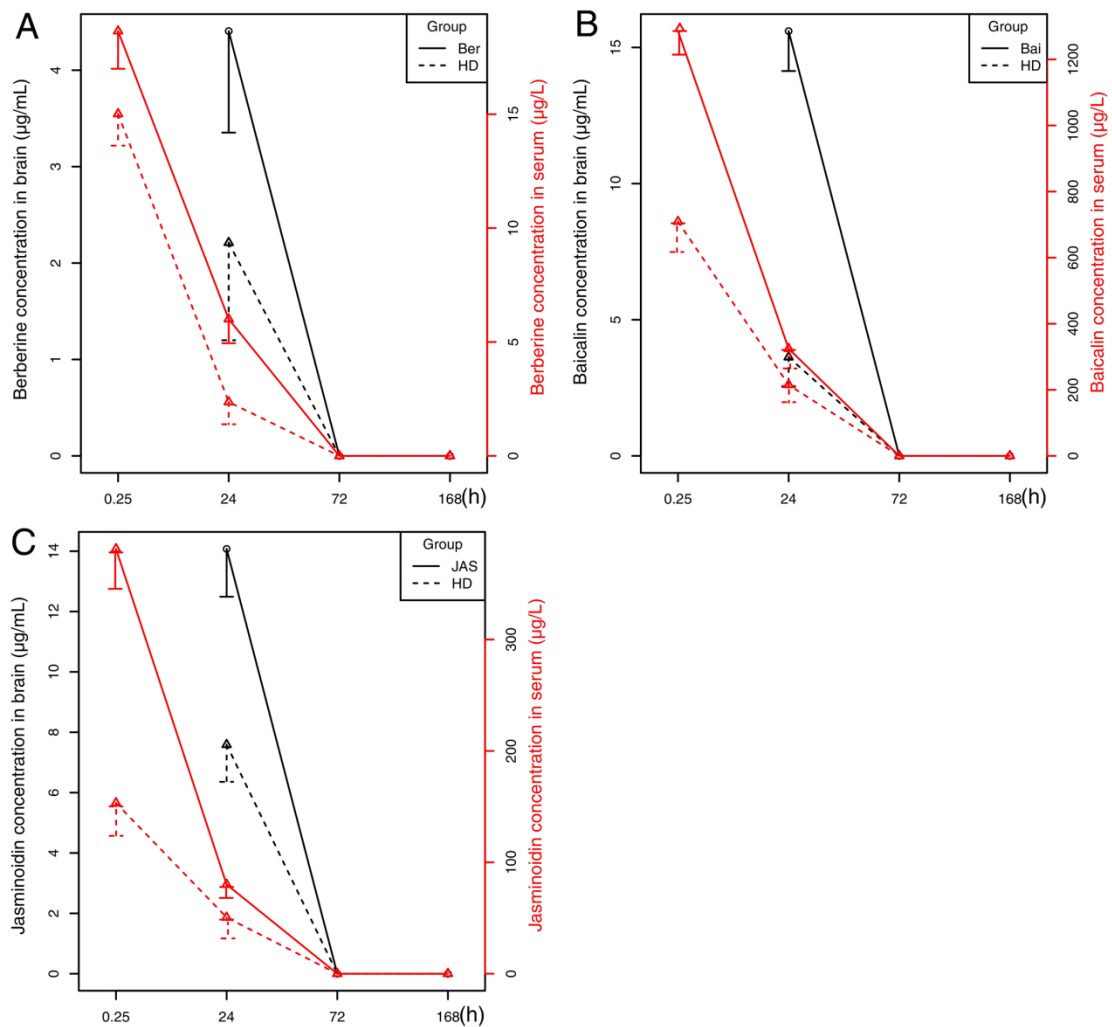 A
Group
Ber
HD
Berberine concentration in brain (µg/mL)
0
1
2
3
4
Berberine concentration in serum (µg/L)
0
5
10
15
0.25 24 72 168 (h)
B
Group
Bai
HD
Baicalin concentration in brain (µg/mL)
0
5
10
15
Baicalin concentration in serum (µg/L)
0
200
400
600
800
1000
1200
0.25 24 72 168 (h)
C
Group
JAS
HD
Jasminoidin concentration in brain (µg/mL)
0
2
4
6
8
10
12
14
Jasminoidin concentration in serum (µg/L)
0
100
200
300
0.25 24 72 168 (h)